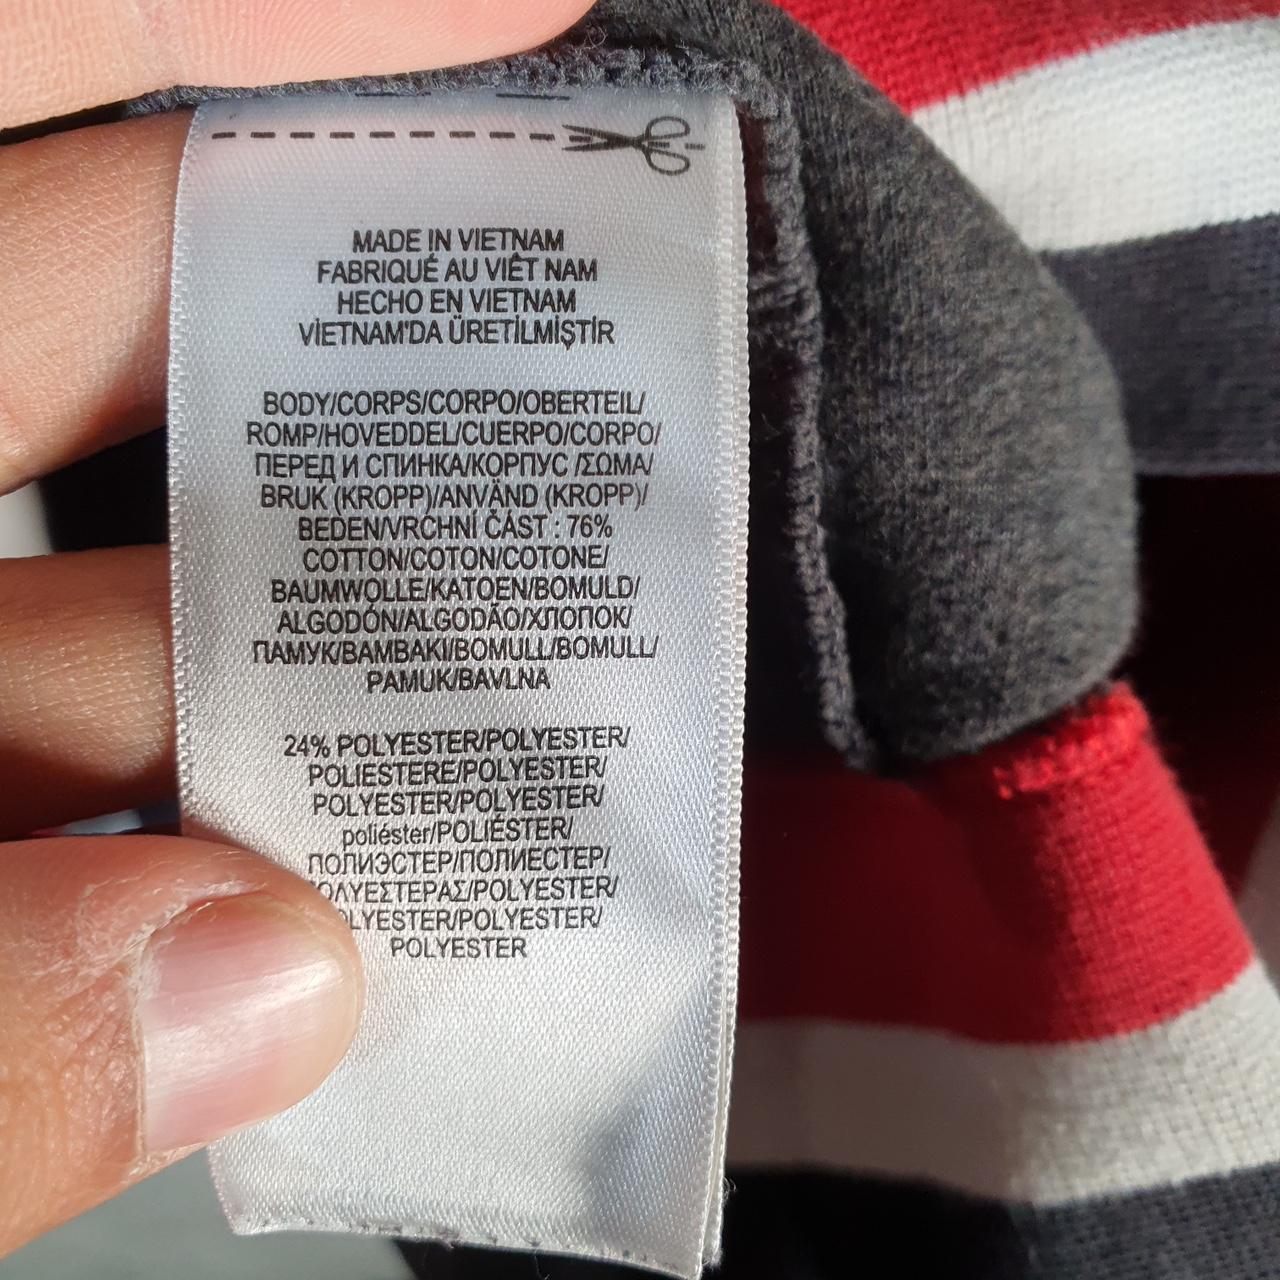 MADE IN VIETNAM
FABRIQUÉ AU VIÊT NAM
HECHO EN VIETNAM
VİETNAM'DA ÜRETİLMİŞTİR
BODY/CORPS/CORPO/OBERTEIL/
ROMP/HOVEDDEL/CUERPO/CORPO/
ПЕРЕД И СПИНКА/КОРПУС /ΣΩΜΑ/
BRUK (KROPP)/ANVÄND (KROPP)/
BEDEN/VRCHNÍ ČÁST : 76%
COTTON/COTON/COTONE/
BAUMWOLLE/KATOEN/BOMULD/
ALGODÓN/ALGODÃO/ХЛОПОК/
ПАМУК/ΒΑΜΒΑΚΙ/BOMULL/BOMULL/
PAMUK/BAVLNA
24% POLYESTER/POLYESTER/
POLIESTERE/POLYESTER/
POLYESTER/POLYESTER/
poliéster/POLIÉSTER/
ПОЛИЭСТЕР/ПОЛИЕСТЕР/
ΟΛΥΕΣΤΕΡΑΣ/POLYESTER/
OLYESTER/POLYESTER/
POLYESTER